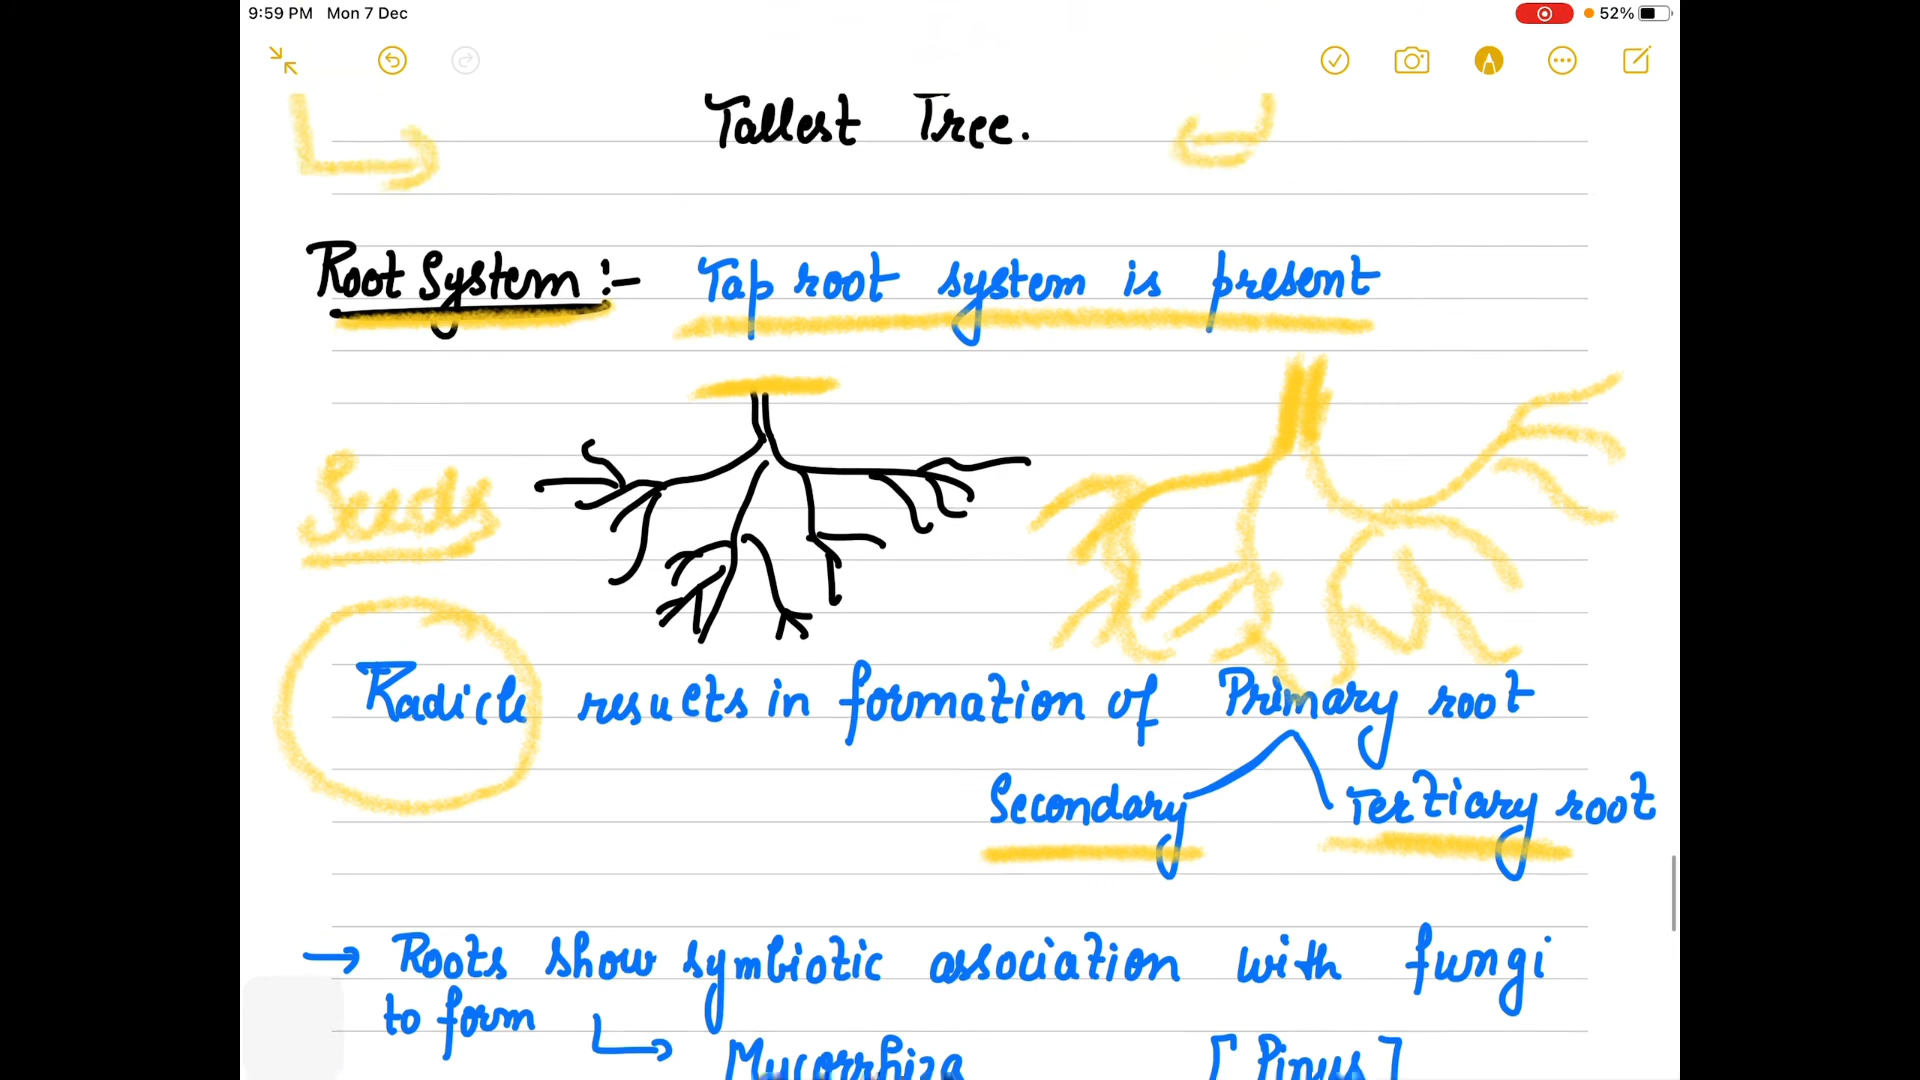 9:59 PM Mon 7 Dec 52%
Tallest Tree.
Root System :- Tap root system is present
Seeds
Radicle results in formation of Primary root
Secondary Tertiary root
→ Roots show symbiotic association with fungi
to form
Mycorrhiza [Pinus]